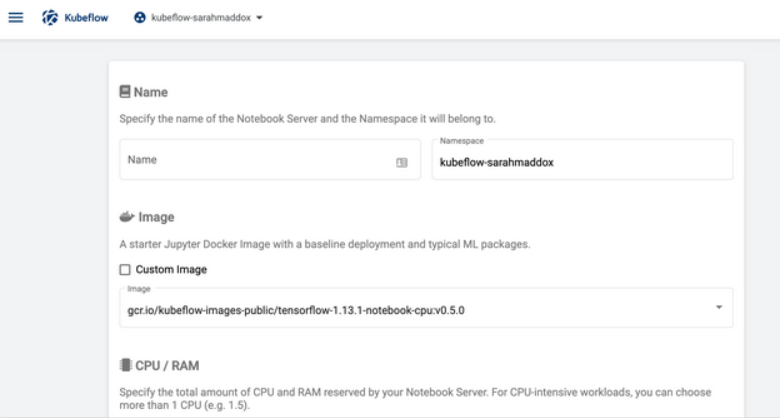 Kubeflow kubeflow-sarahmaddox
Name
Specify the name of the Notebook Server and the Namespace it will belong to.
Name
Namespace
kubeflow-sarahmaddox
Image
A starter Jupyter Docker Image with a baseline deployment and typical ML packages.
Custom Image
Image
gcr.io/kubeflow-images-public/tensorflow-1.13.1-notebook-cpu:v0.5.0
CPU / RAM
Specify the total amount of CPU and RAM reserved by your Notebook Server. For CPU-intensive workloads, you can choose
more than 1 CPU (e.g. 1.5).